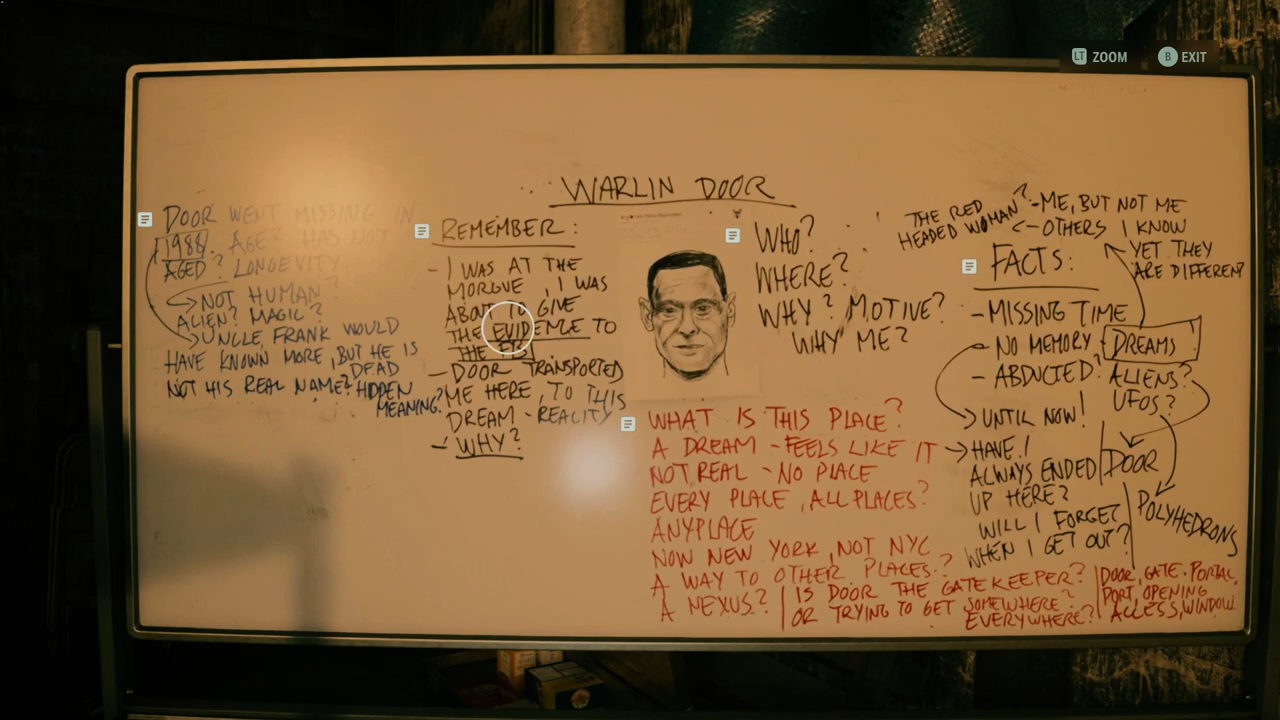 LT ZOOM
B EXIT
WARLIN DOOR
DOOR WENT MISSING IN
1988. AGE? HAS NOT
AGED? LONGEVITY
NOT HUMAN?
ALIEN? MAGIC?
UNCLE, FRANK WOULD
HAVE KNOWN MORE, BUT HE IS
DEAD
NOT HIS REAL NAME? HIDDEN
MEANING?
REMEMBER:
- I WAS AT THE
MORGUE, I WAS
ABOUT TO GIVE
THE EVIDENCE TO
THE FBI
- DOOR TRANSPORTED
ME HERE, TO THIS
DREAM - REALITY
- WHY?
WHO?
WHERE?
WHY? MOTIVE?
WHY ME?
THE RED
HEADED WOMAN?
- ME, BUT NOT ME
- OTHERS I KNOW
YET THEY
ARE DIFFERENT
FACTS:
- MISSING TIME
- NO MEMORY
DREAMS
- ABDUCTED?
ALIENS?
UFOS?
UNTIL NOW!
HAVE I
ALWAYS ENDED
UP HERE?
WILL I FORGET
WHEN I GET OUT?
DOOR
POLYHEDRONS
WHAT IS THIS PLACE?
A DREAM - FEELS LIKE IT
NOT REAL - NO PLACE
EVERY PLACE, ALL PLACES?
ANYPLACE
NOW NEW YORK, NOT NYC
A WAY TO OTHER PLACES?
A NEXUS?
IS DOOR THE GATEKEEPER?
OR TRYING TO GET SOMEWHERE?
EVERYWHERE?
DOOR, GATE, PORTAL,
PORT, OPENING
ACCESS, WINDOW